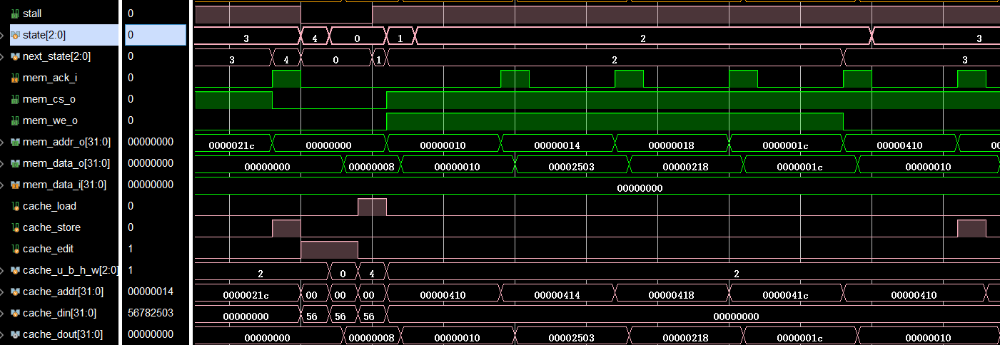 stall 0
state[2:0] 0 3 4 0 1 2 3
next_state[2:0] 0 3 4 0 1 2 3
mem_ack_i 0
mem_cs_o 0
mem_we_o 0
mem_addr_o[31:0] 00000000 0000021c 00000000 00000010 00000014 00000018 0000001c 00000410 00
mem_data_o[31:0] 00000000 00000000 00000008 00000010 00002503 00000218 0000001c 00000010
mem_data_i[31:0] 00000000 00000000
cache_load 0
cache_store 0
cache_edit 1
cache_u_b_h_w[2:0] 1 2 0 4 2
cache_addr[31:0] 00000014 0000021c 00 00 00 00000410 00000414 00000418 0000041c 00000410
cache_din[31:0] 56782503 00000000 56 56 56 00000000
cache_dout[31:0] 00000000 00000000 00000008 00000010 00002503 00000218 0000001c 00000010